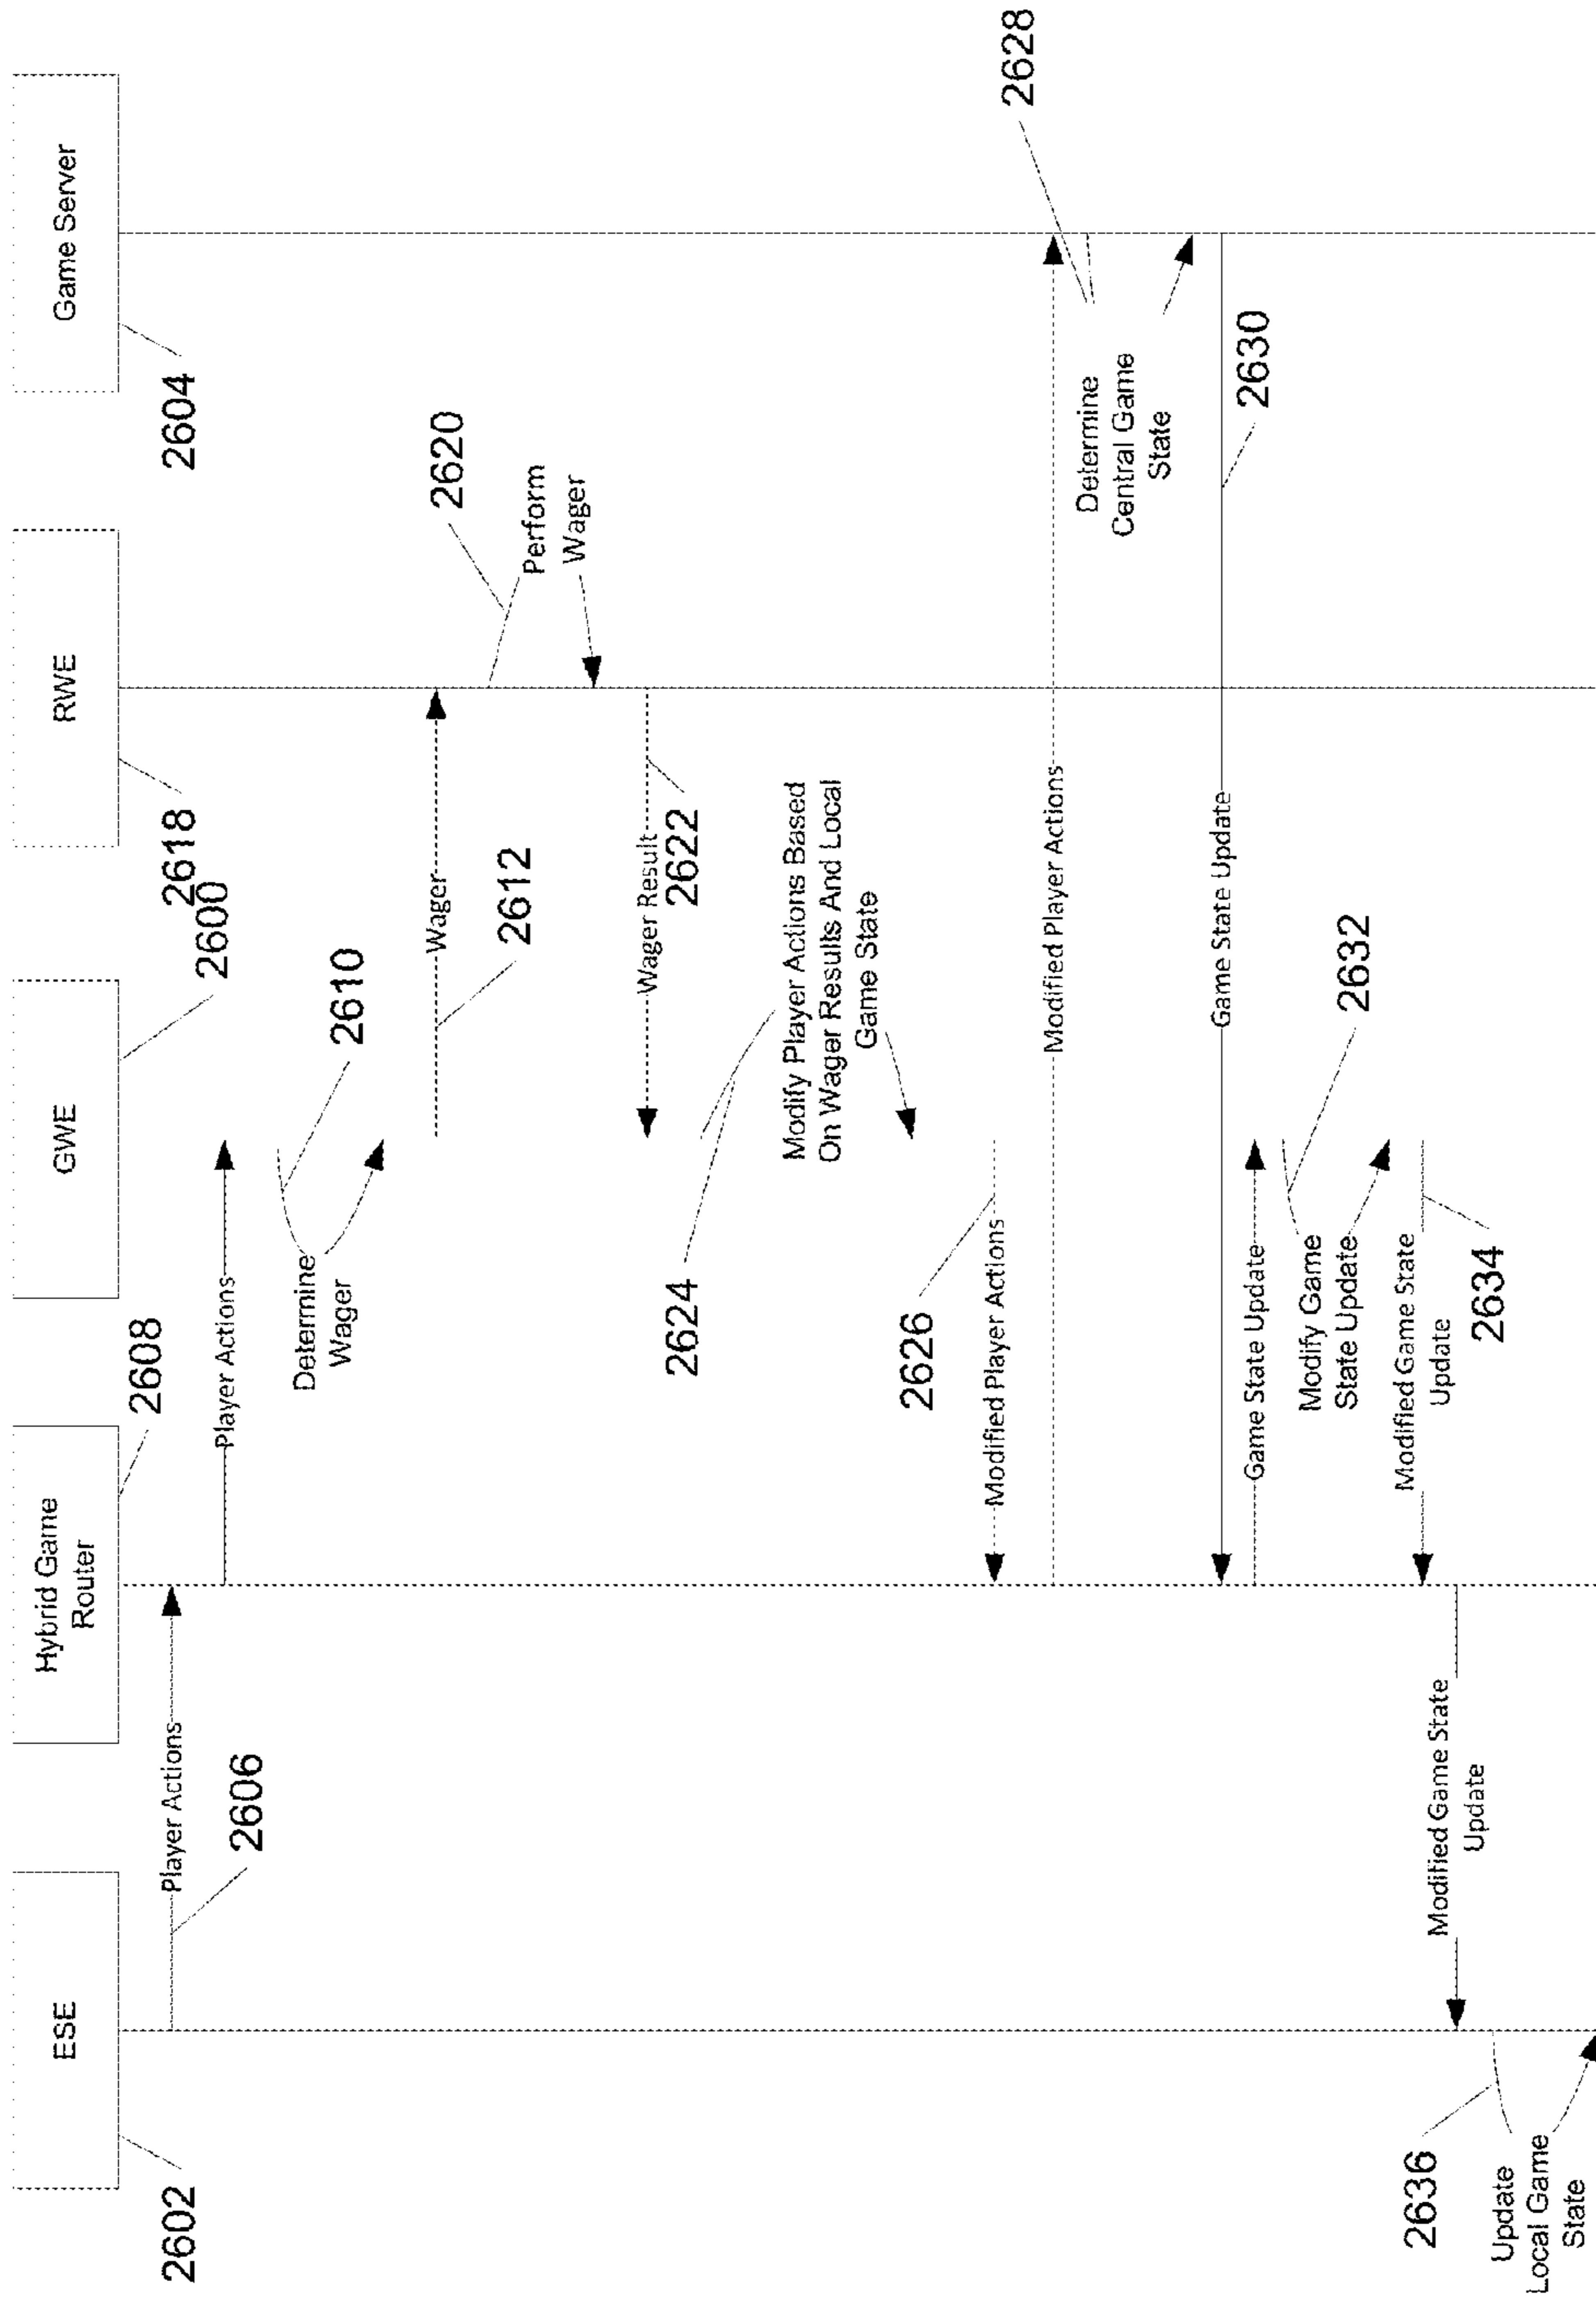 ESE
Hybrid Game
Router
GWE
RWE
Game Server
2602
2608
2600
2618
2604
Player Actions
2606
Player Actions
Determine
Wager
2610
Wager
2612
2620
Perform
Wager
Wager Result
2622
2624
Modify Player Actions Based
On Wager Results And Local
Game State
2626
Modified Player Actions
Modified Player Actions
2628
Determine
Central Game
State
Game State Update
2630
Game State Update
Modify Game
State Update
2632
Modified Game State
Update
2634
Modified Game State
Update
2636
Update
Local Game
State